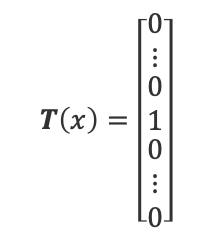 T(x) = [0 ⋮ 0 1 0 ⋮ 0]